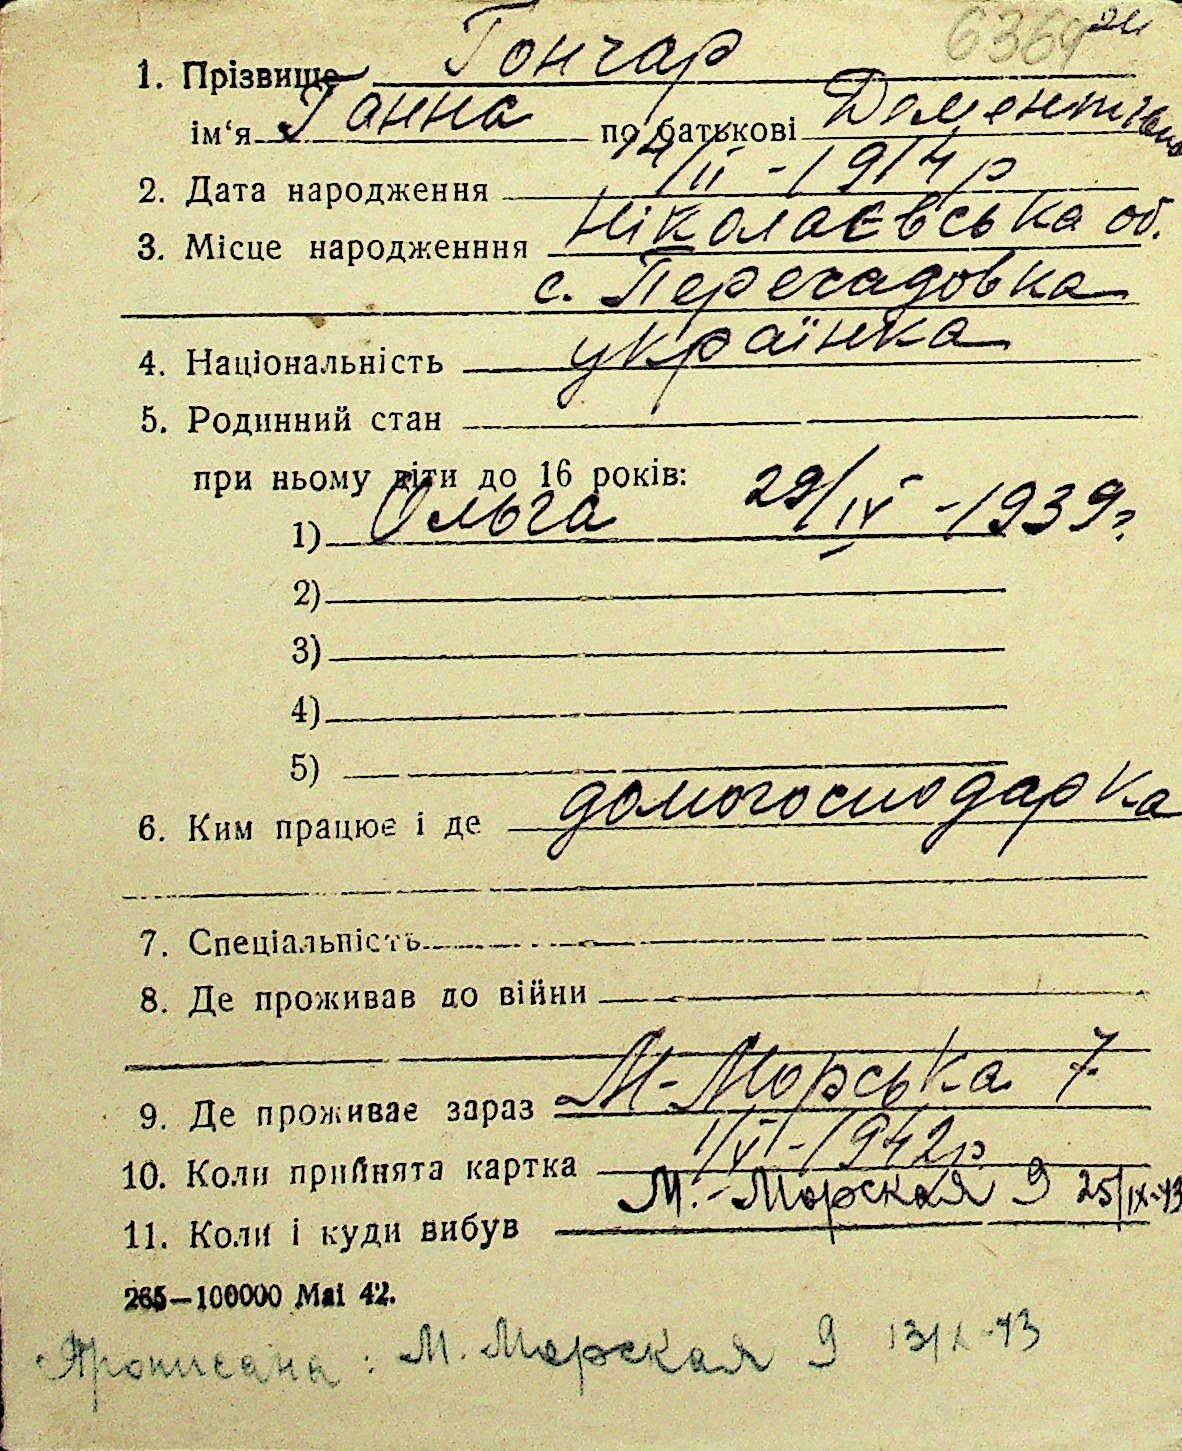 6364
1. Прізвище Гончар
ім‘я Ганна по батькові Дементивно
2. Дата народження 14/II - 1914 р
3. Місце народженння Ніколаєвська об.
с. Пересадовка
4. Національність українка
5. Родинний стан
при ньому діти до 16 років:
1) Ольга 29/IV - 1939 г
2)
3)
4)
5)
6. Ким працює і де домогосподарка
7. Спеціальність
8. Де проживав до війни
9. Де проживає зараз М-Морська 7
10. Коли прийнята картка 1/VI - 1942 р
11. Коли і куди вибув М.-Морская 9 25/IX-43
265—100000 Mai 42.
Прописана: М. Морская 9 13/X-43